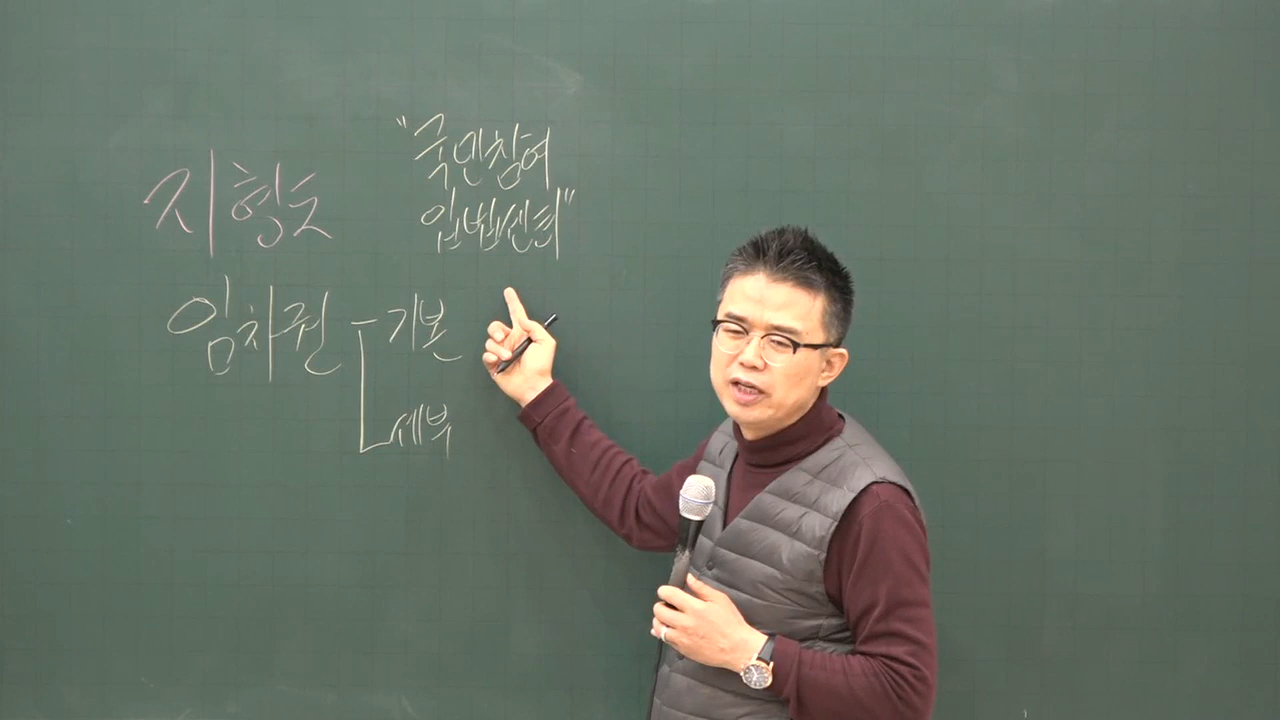 "국민참여
입법센터"
지형도
임차권 기본
세부